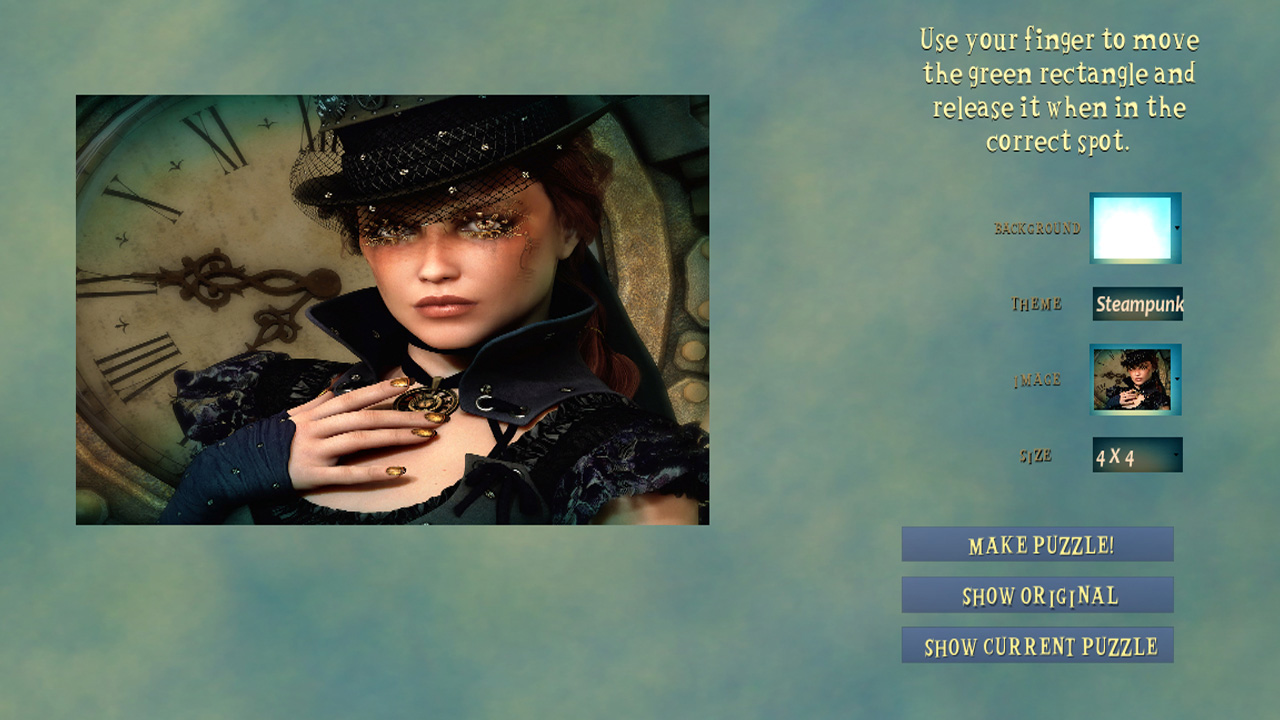 Use your finger to move
the green rectangle and
release it when in the
correct spot.
BACKGROUND
THEME
Steampunk
IMAGE
SIZE
4 X 4
MAKE PUZZLE!
SHOW ORIGINAL
SHOW CURRENT PUZZLE